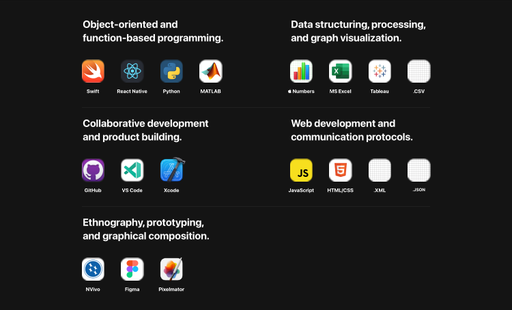 Object-oriented and
function-based programming.
Swift
React Native
Python
MATLAB
Data structuring, processing,
and graph visualization.
Numbers
MS Excel
Tableau
.CSV
Collaborative development
and product building.
GitHub
VS Code
Xcode
Web development and
communication protocols.
JS
JavaScript
HTML/CSS
.XML
.JSON
Ethnography, prototyping,
and graphical composition.
NVivo
Figma
Pixelmator